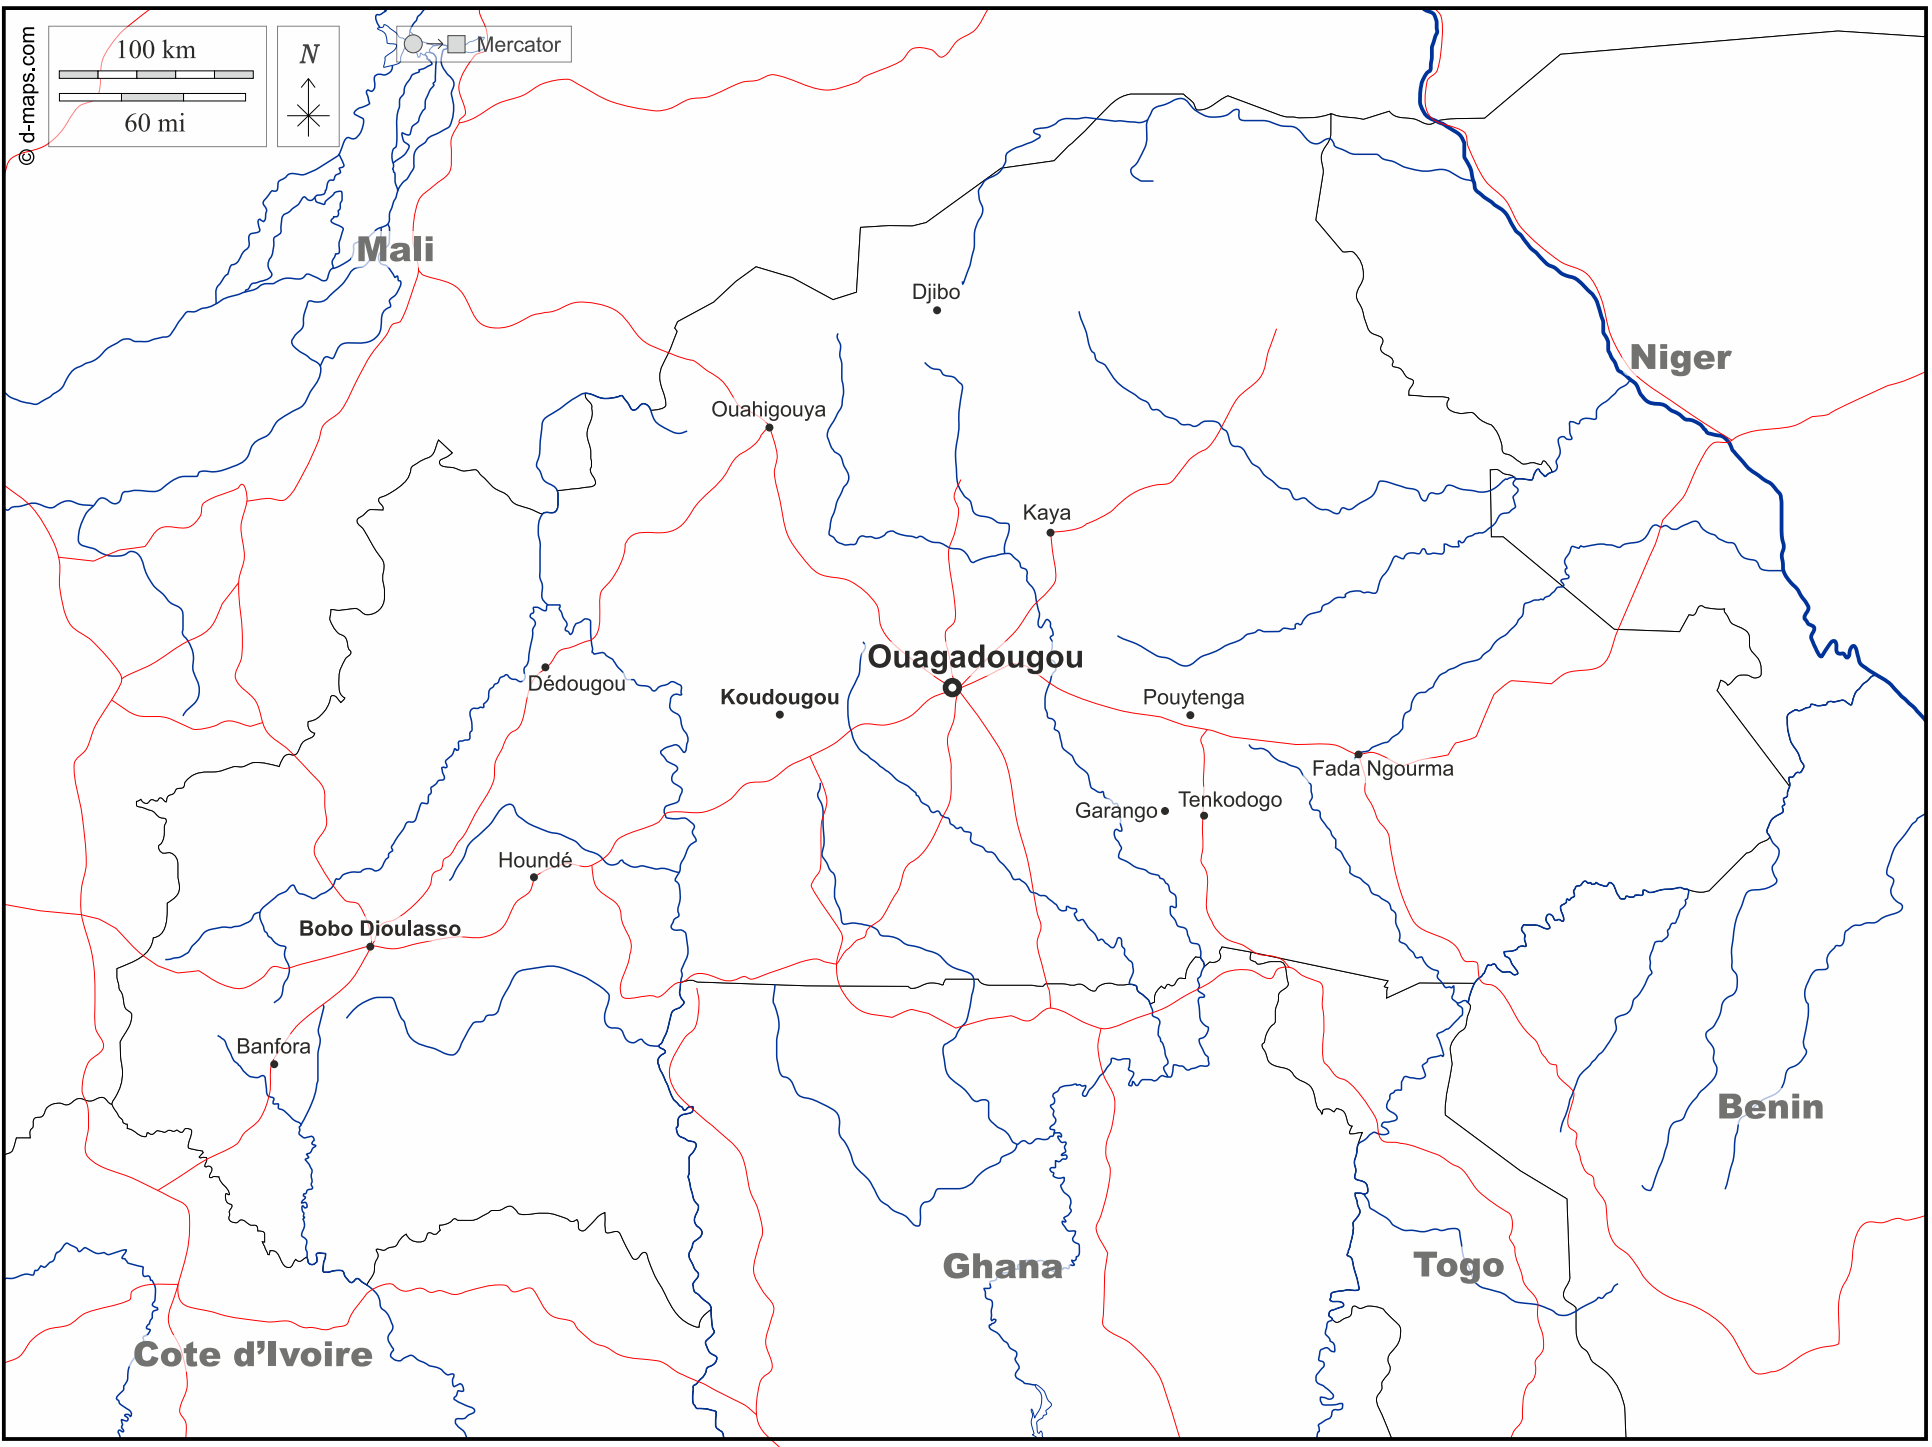 © d-maps.com
100 km
60 mi
N
Mercator
Mali
Djibo
Niger
Ouahigouya
Kaya
Ouagadougou
Dédougou
Koudougou
Pouytenga
Fada Ngourma
Garango
Tenkodogo
Houndé
Bobo Dioulasso
Banfora
Benin
Ghana
Togo
Cote d’Ivoire